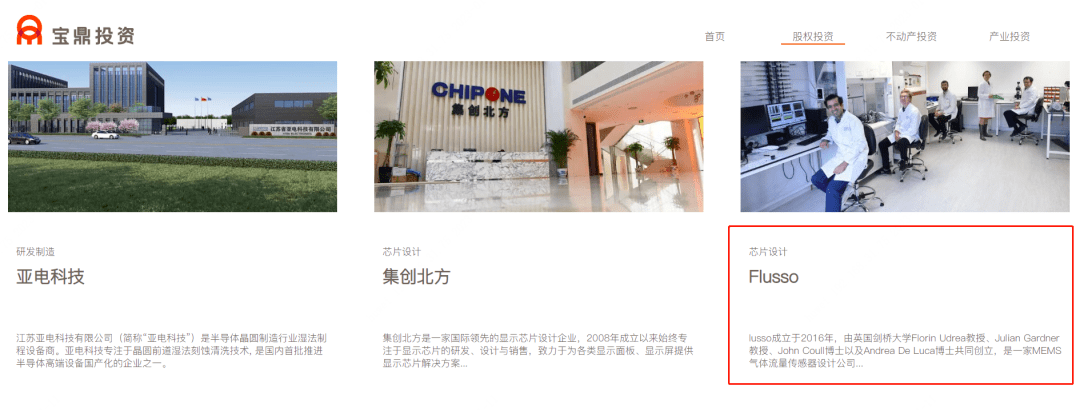 宝鼎投资
首页
股权投资
不动产投资
产业投资
江苏亚电科技有限公司
CHIPONE
集创北方
研发制造
亚电科技
江苏亚电科技有限公司（简称“亚电科技”）是半导体晶圆制造行业湿法制
程设备商。亚电科技专注于晶圆前道湿法刻蚀清洗技术, 是国内首批推进
半导体高端设备国产化的企业之一。
芯片设计
集创北方
集创北方是一家国际领先的显示芯片设计企业，2008年成立以来始终专
注于显示芯片的研发、设计与销售，致力于为各类显示面板、显示屏提供
显示芯片解决方案...
芯片设计
Flusso
lusso成立于2016年，由英国剑桥大学Florin Udrea教授、Julian Gardner
教授、John Coull博士以及Andrea De Luca博士共同创立，是一家MEMS
气体流量传感器设计公司...